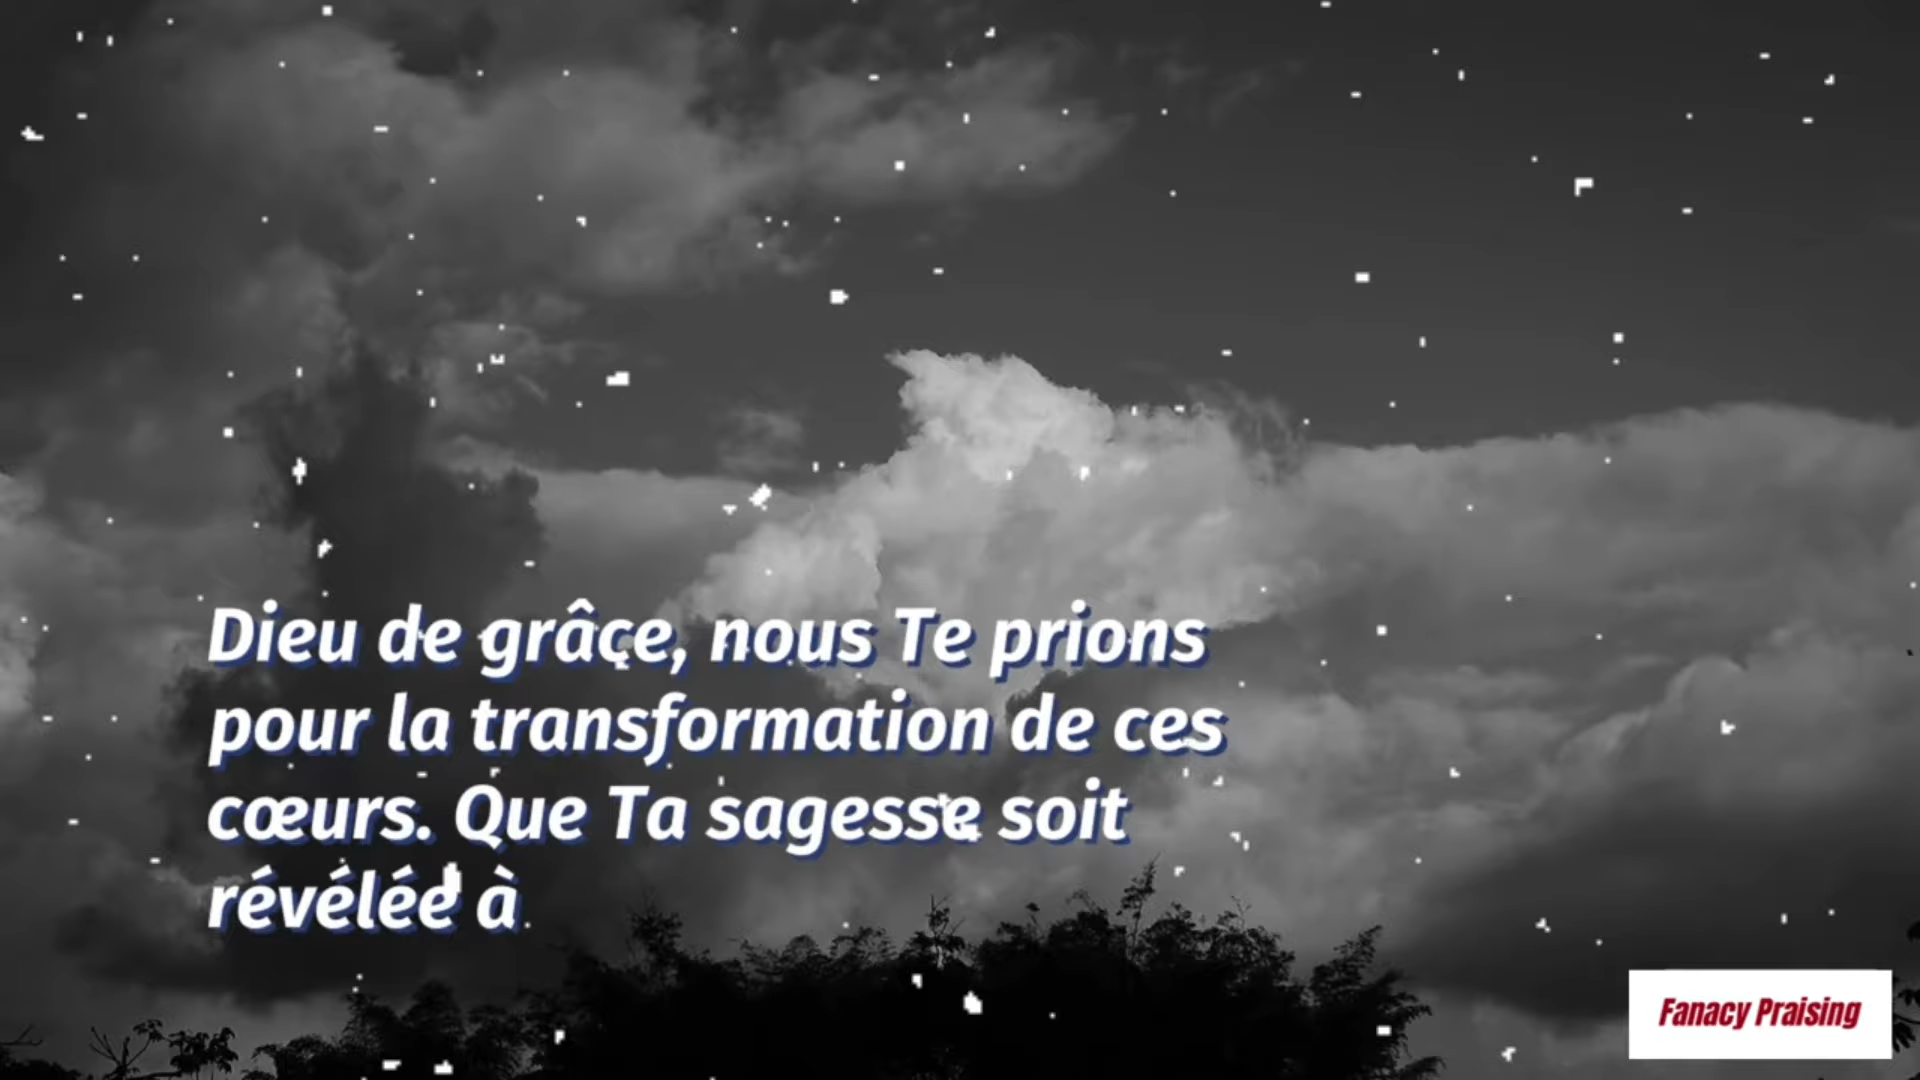 Dieu de grâce, nous Te prions
pour la transformation de ces
cœurs. Que Ta sagesse soit
révélée à
Fanacy Praising